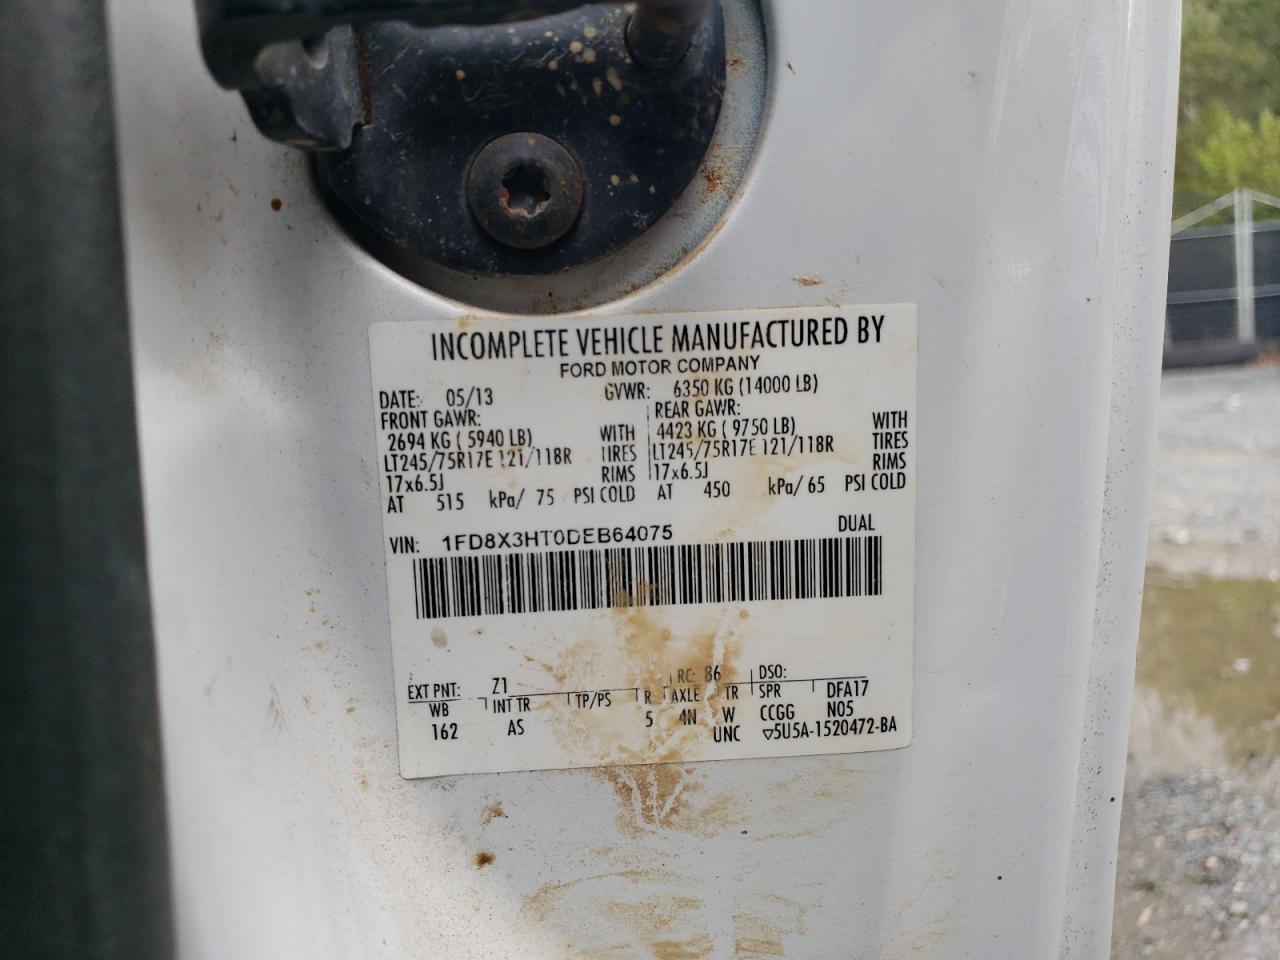 INCOMPLETE VEHICLE MANUFACTURED BY
FORD MOTOR COMPANY
DATE: 05/13 GVWR: 6350 KG (14000 LB)
FRONT GAWR: REAR GAWR:
2694 KG ( 5940 LB) WITH 4423 KG ( 9750 LB) WITH
LT245/75R17E 121/118R TIRES LT245/75R17E 121/118R TIRES
17x6.5J RIMS 17x6.5J RIMS
AT 515 kPa/ 75 PSI COLD AT 450 kPa/ 65 PSI COLD
VIN: 1FD8X3HT0DEB64075 DUAL
EXT PNT: Z1 RC: 86 DSO:
WB INT TR TP/PS R AXLE TR SPR DFA17
162 AS 5 4N W CCGG N05
UNC ▽5U5A-1520472-BA